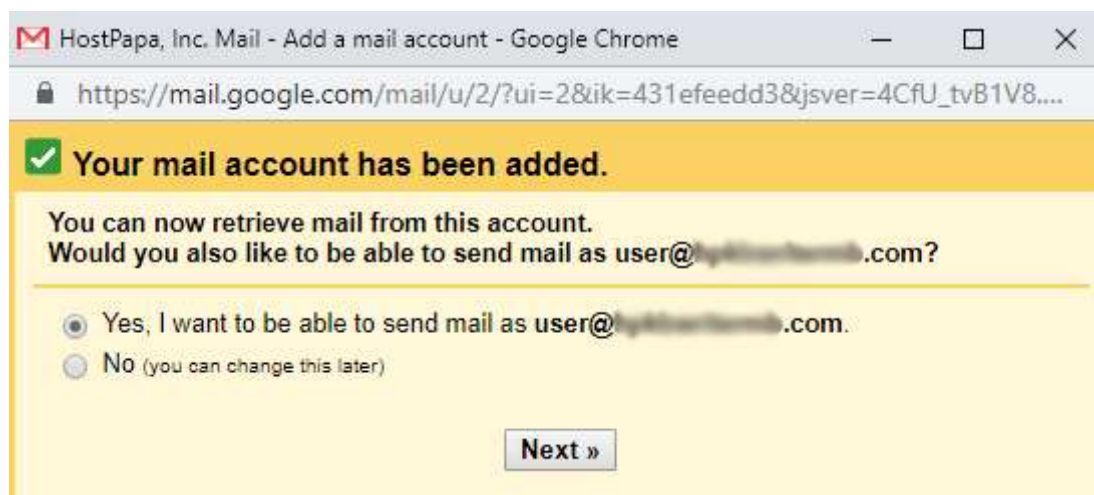 HostPapa, Inc. Mail - Add a mail account - Google Chrome
https://mail.google.com/mail/u/2/?ui=2&ik=431efeedd3&jsver=4CfU_tvB1V8....
Your mail account has been added.
You can now retrieve mail from this account.
Would you also like to be able to send mail as user@ .com?
Yes, I want to be able to send mail as user@ .com.
No (you can change this later)
Next »